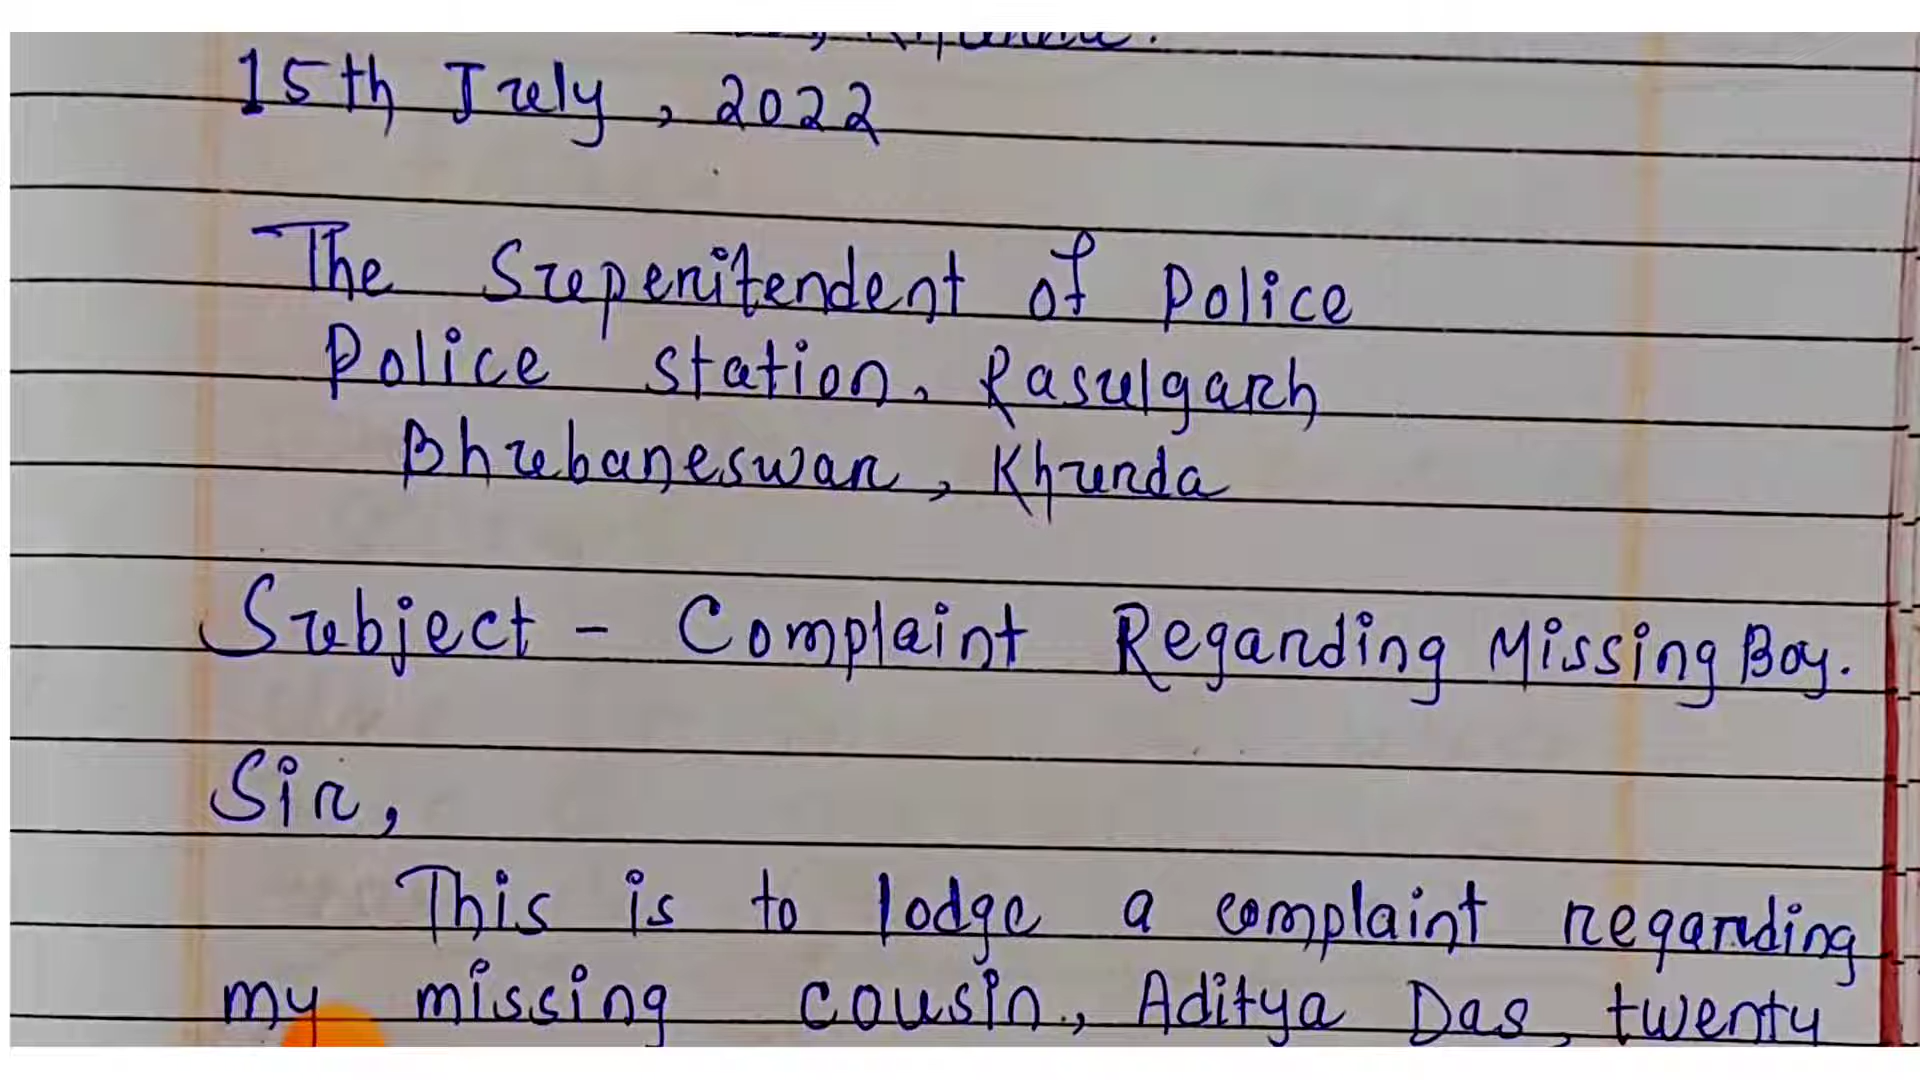 15th July, 2022
The Superitendent of Police
Police station, Rasulgarh
Bhubaneswar, Khurda
Subject - Complaint Regarding Missing Boy.
Sir,
This is to lodge a complaint regarding
my missing cousin, Aditya Das, twenty